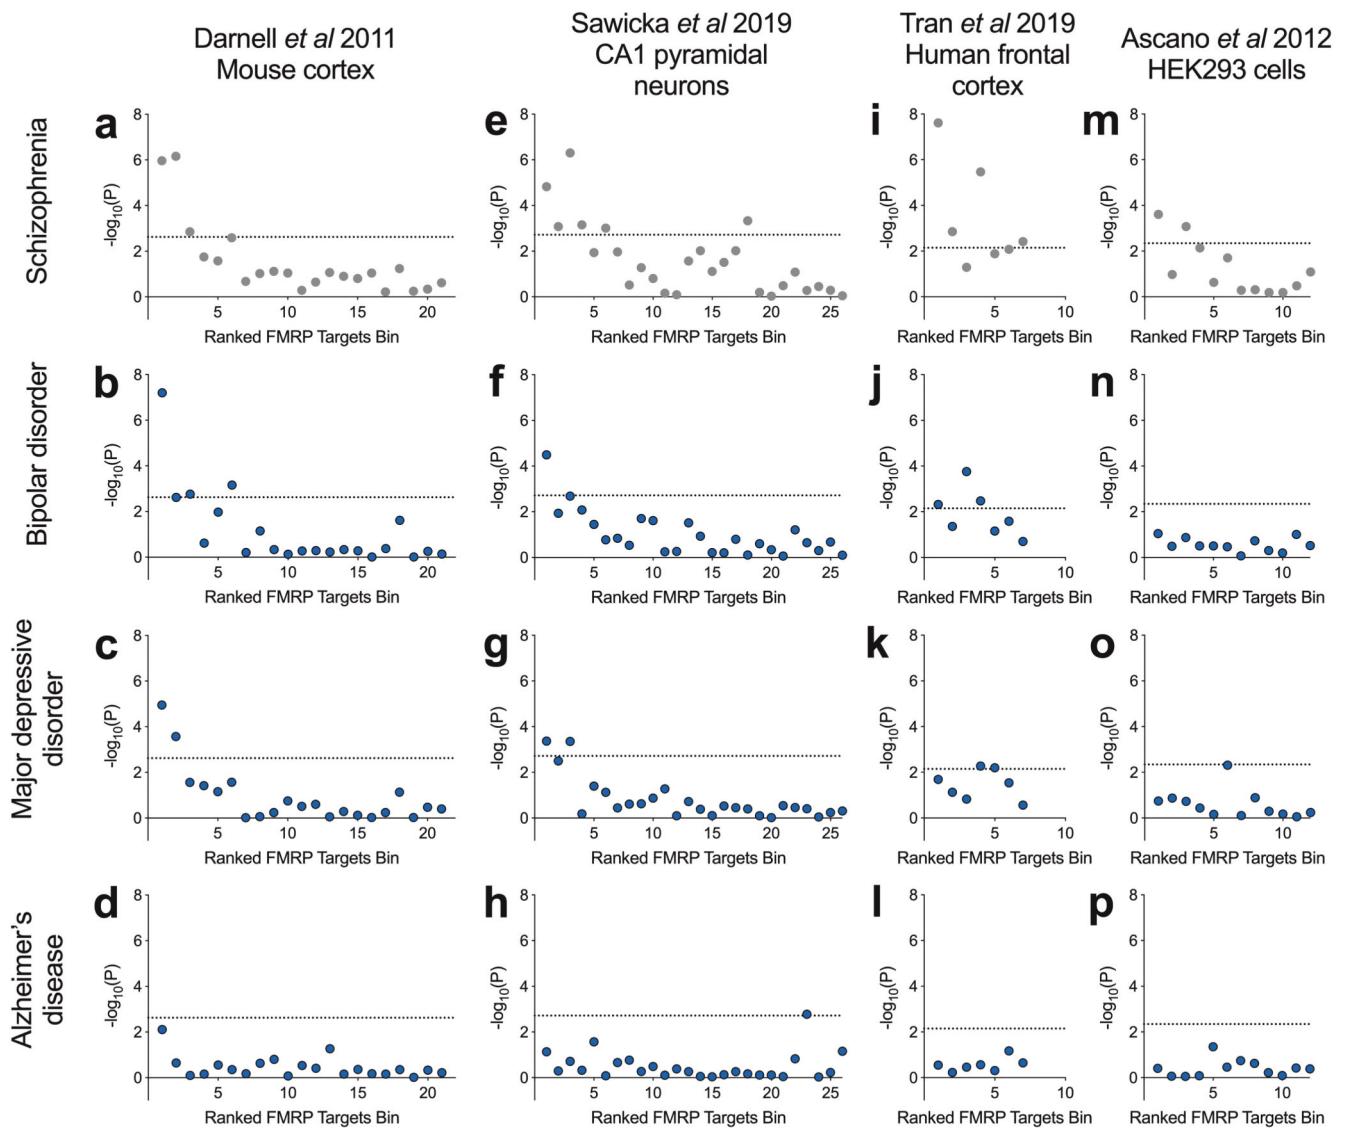 Darnell et al 2011
Mouse cortex
Sawicka et al 2019
CA1 pyramidal
neurons
Tran et al 2019
Human frontal
cortex
Ascano et al 2012
HEK293 cells
Schizophrenia
a
8
6
4
2
0
-log10(P)
5 10 15 20
Ranked FMRP Targets Bin
e
8
6
4
2
0
-log10(P)
5 10 15 20 25
Ranked FMRP Targets Bin
i
8
6
4
2
0
-log10(P)
5 10
Ranked FMRP Targets Bin
m
8
6
4
2
0
-log10(P)
5 10
Ranked FMRP Targets Bin
Bipolar disorder
b
8
6
4
2
0
-log10(P)
5 10 15 20
Ranked FMRP Targets Bin
f
8
6
4
2
0
-log10(P)
5 10 15 20 25
Ranked FMRP Targets Bin
j
8
6
4
2
0
-log10(P)
5 10
Ranked FMRP Targets Bin
n
8
6
4
2
0
-log10(P)
5 10
Ranked FMRP Targets Bin
Major depressive
disorder
c
8
6
4
2
0
-log10(P)
5 10 15 20
Ranked FMRP Targets Bin
g
8
6
4
2
0
-log10(P)
5 10 15 20 25
Ranked FMRP Targets Bin
k
8
6
4
2
0
-log10(P)
5 10
Ranked FMRP Targets Bin
o
8
6
4
2
0
-log10(P)
5 10
Ranked FMRP Targets Bin
Alzheimer's
disease
d
8
6
4
2
0
-log10(P)
5 10 15 20
Ranked FMRP Targets Bin
h
8
6
4
2
0
-log10(P)
5 10 15 20 25
Ranked FMRP Targets Bin
l
8
6
4
2
0
-log10(P)
5 10
Ranked FMRP Targets Bin
p
8
6
4
2
0
-log10(P)
5 10
Ranked FMRP Targets Bin